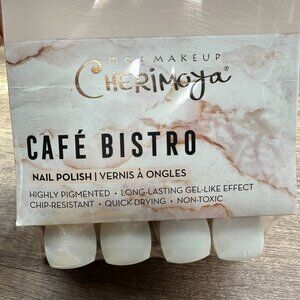 MAX MAKEUP
CHERIMOYA®
CAFÉ BISTRO
NAIL POLISH | VERNIS À ONGLES
HIGHLY PIGMENTED • LONG-LASTING GEL-LIKE EFFECT
CHIP-RESISTANT • QUICK-DRYING • NON-TOXIC